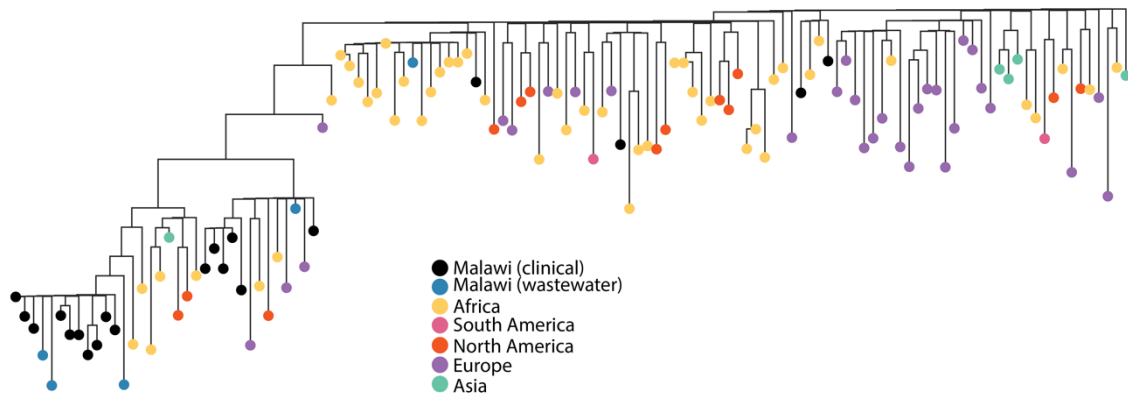 Malawi (clinical)
Malawi (wastewater)
Africa
South America
North America
Europe
Asia